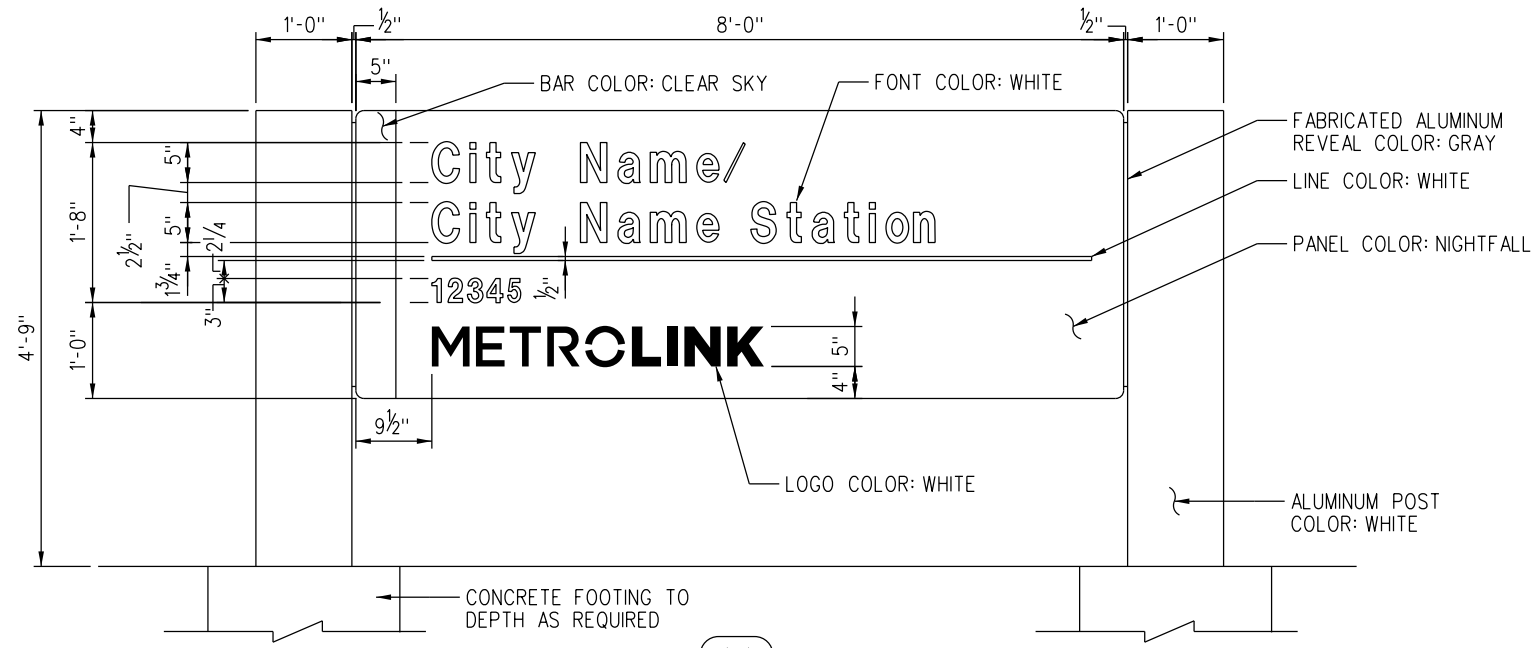 1'-0"
½"
8'-0"
½"
1'-0"
5"
BAR COLOR: CLEAR SKY
FONT COLOR: WHITE
4"
FABRICATED ALUMINUM
REVEAL COLOR: GRAY
5"
City Name/
LINE COLOR: WHITE
1'-8"
2½"
5"
2¼
City Name Station
PANEL COLOR: NIGHTFALL
1¾"
3"
12345
½"
4'-9"
1'-0"
METROLINK
5"
4"
9½"
LOGO COLOR: WHITE
ALUMINUM POST
COLOR: WHITE
CONCRETE FOOTING TO
DEPTH AS REQUIRED